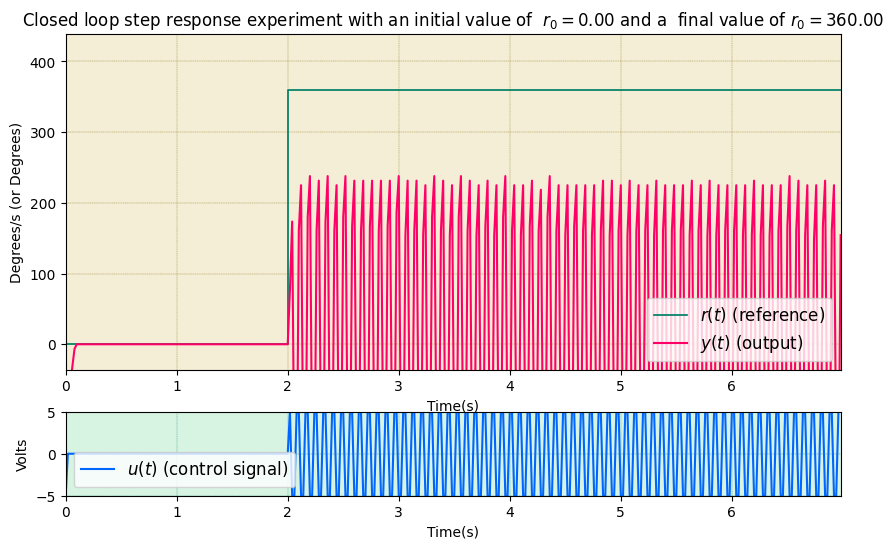 Closed loop step response experiment with an initial value of r₀ = 0.00 and a final value of r₀ = 360.00
Degrees/s (or Degrees)
400
300
200
100
0
r(t) (reference)
y(t) (output)
0 1 2 3 4 5 6
Time(s)
Volts
5
0
−5
u(t) (control signal)
0 1 2 3 4 5 6
Time(s)